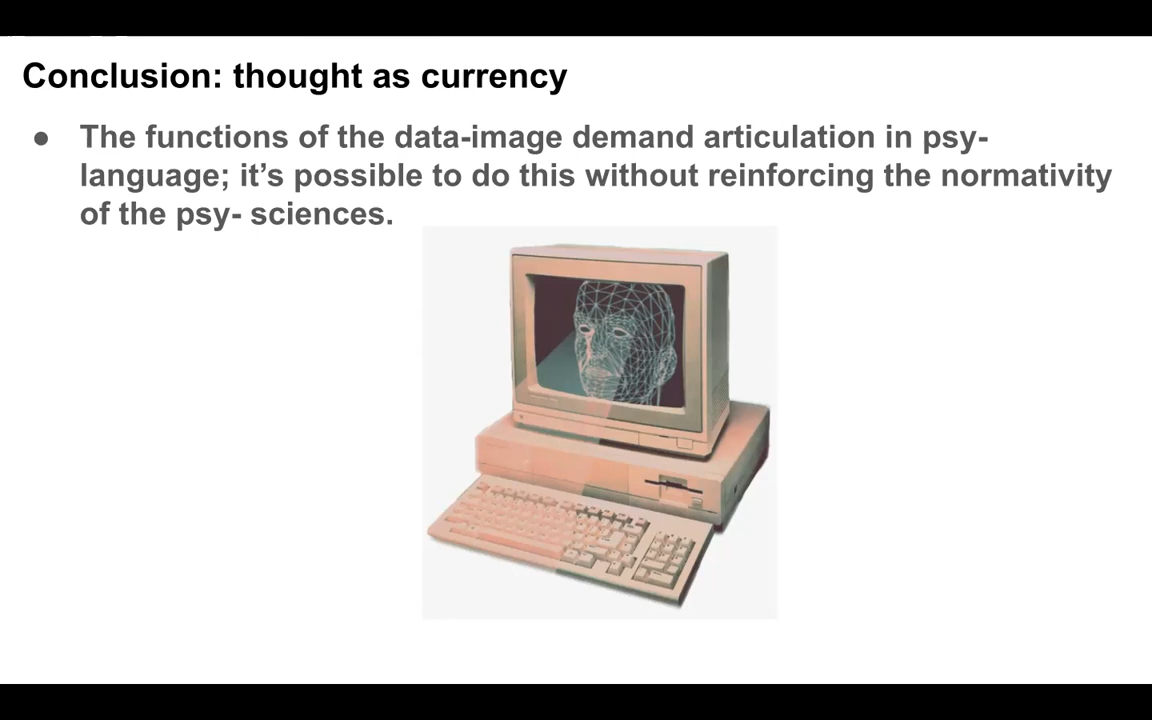 Conclusion: thought as currency
● The functions of the data-image demand articulation in psy-
language; it’s possible to do this without reinforcing the normativity
of the psy- sciences.